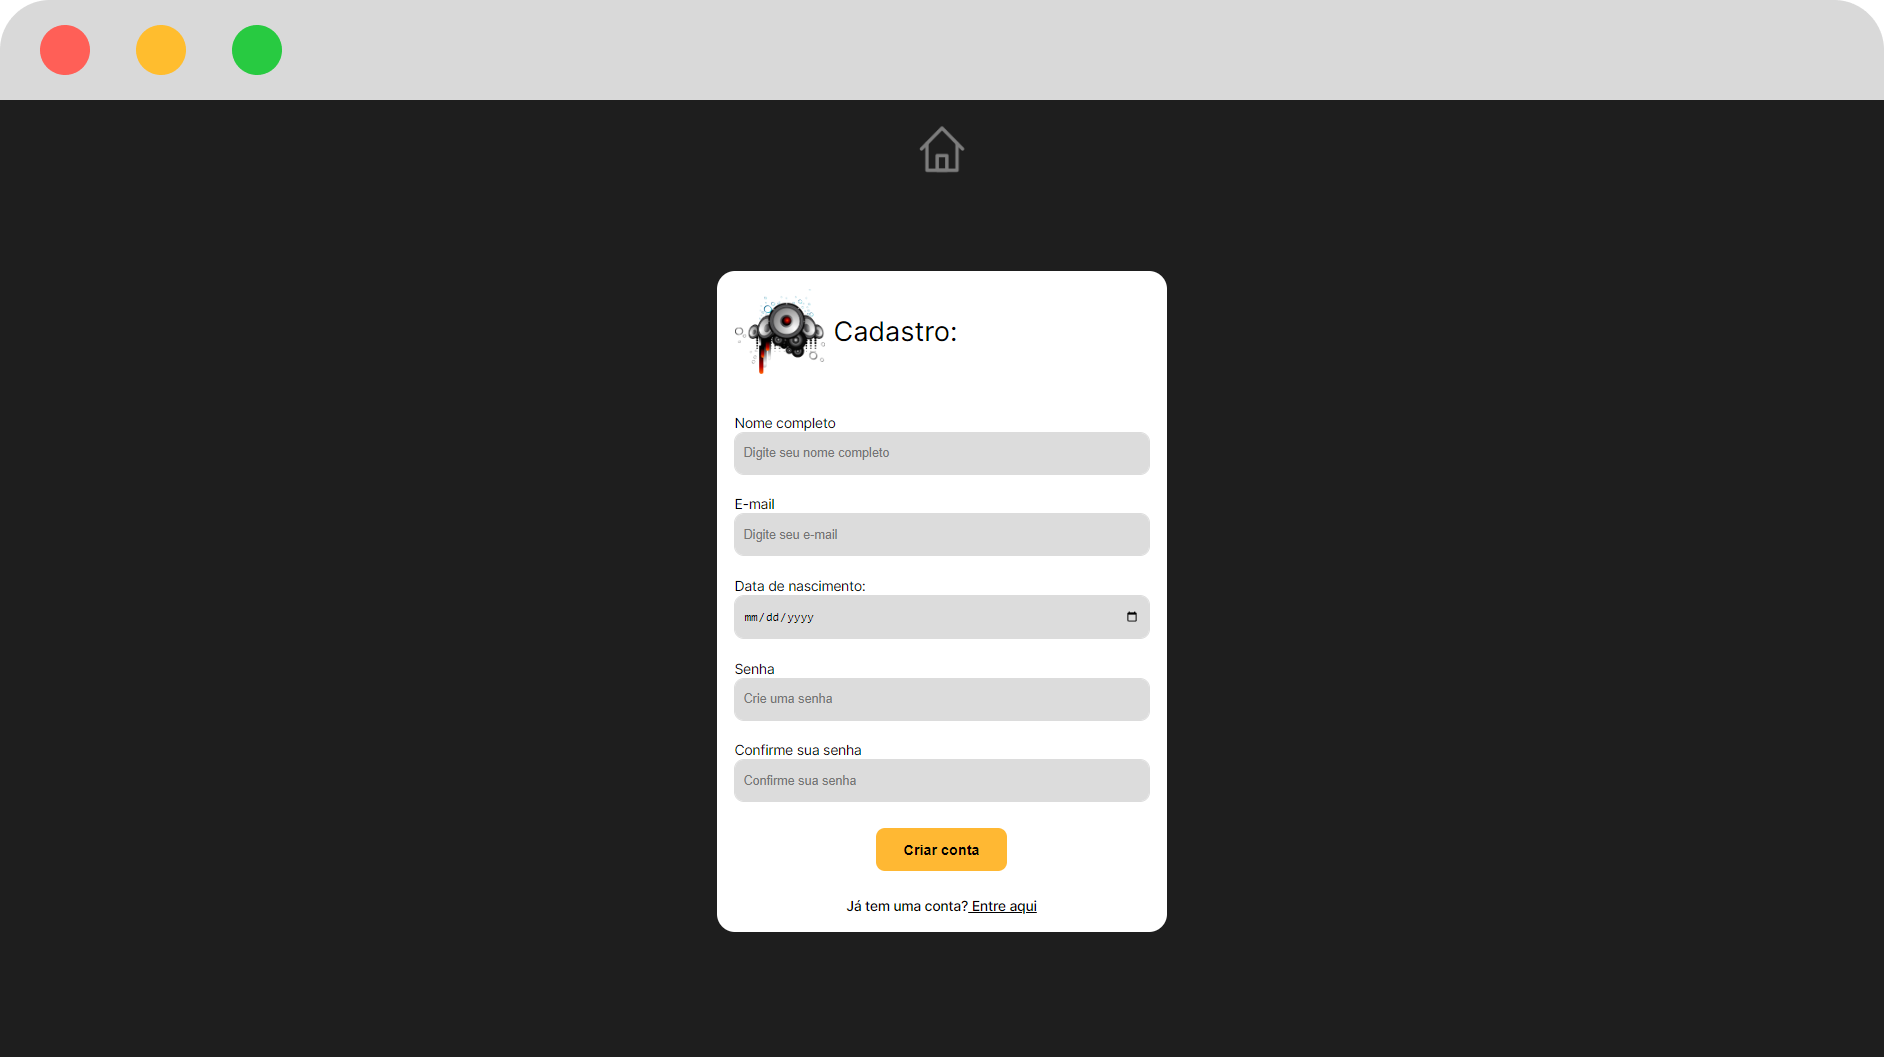 Cadastro:
Nome completo
Digite seu nome completo
E-mail
Digite seu e-mail
Data de nascimento:
mm/dd/yyyy
Senha
Crie uma senha
Confirme sua senha
Confirme sua senha
Criar conta
Já tem uma conta? Entre aqui